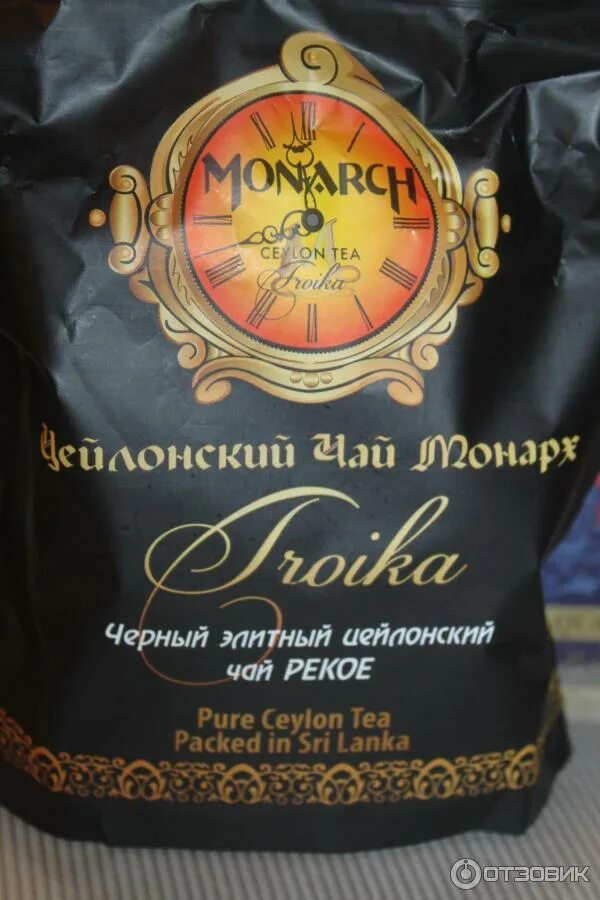 MONARCH
CEYLON TEA
Troika
Цейлонский Чай Монарх
Troika
Черный элитный цейлонский
чай PEKOE
Pure Ceylon Tea
Packed in Sri Lanka
ОТЗОВИК